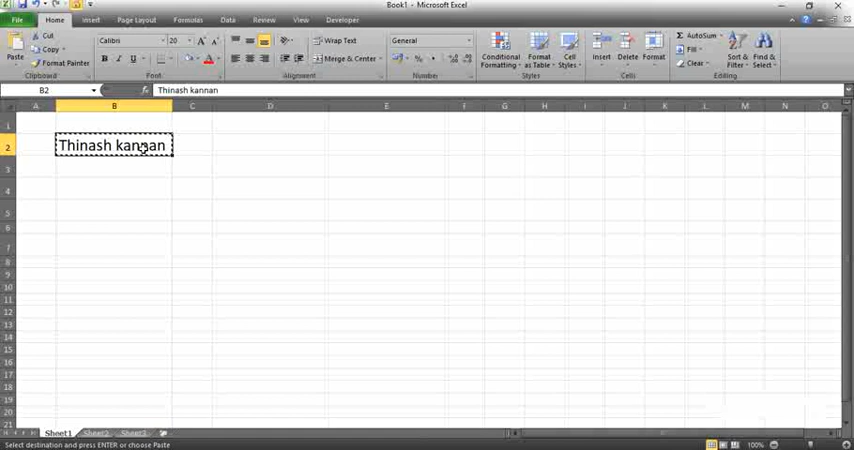 Book1 - Microsoft Excel
File Home Insert Page Layout Formulas Data Review View Developer
Cut
Copy
Format Painter
Paste
Clipboard
Calibri 20
B I U
Font
Wrap Text
Merge & Center
Alignment
General
$ % ,
Number
Conditional Formatting
Format as Table
Cell Styles
Styles
Insert Delete Format
Cells
AutoSum
Fill
Clear
Sort & Filter
Find & Select
Editing
B2 fx Thinash kannan
A B C D E F G H I J K L M N O
1
2 Thinash kannan
3
4
5
6
7
8
9
10
11
12
13
14
15
16
17
18
19
20
21
Sheet1 Sheet2 Sheet3
Select destination and press ENTER or choose Paste 100%